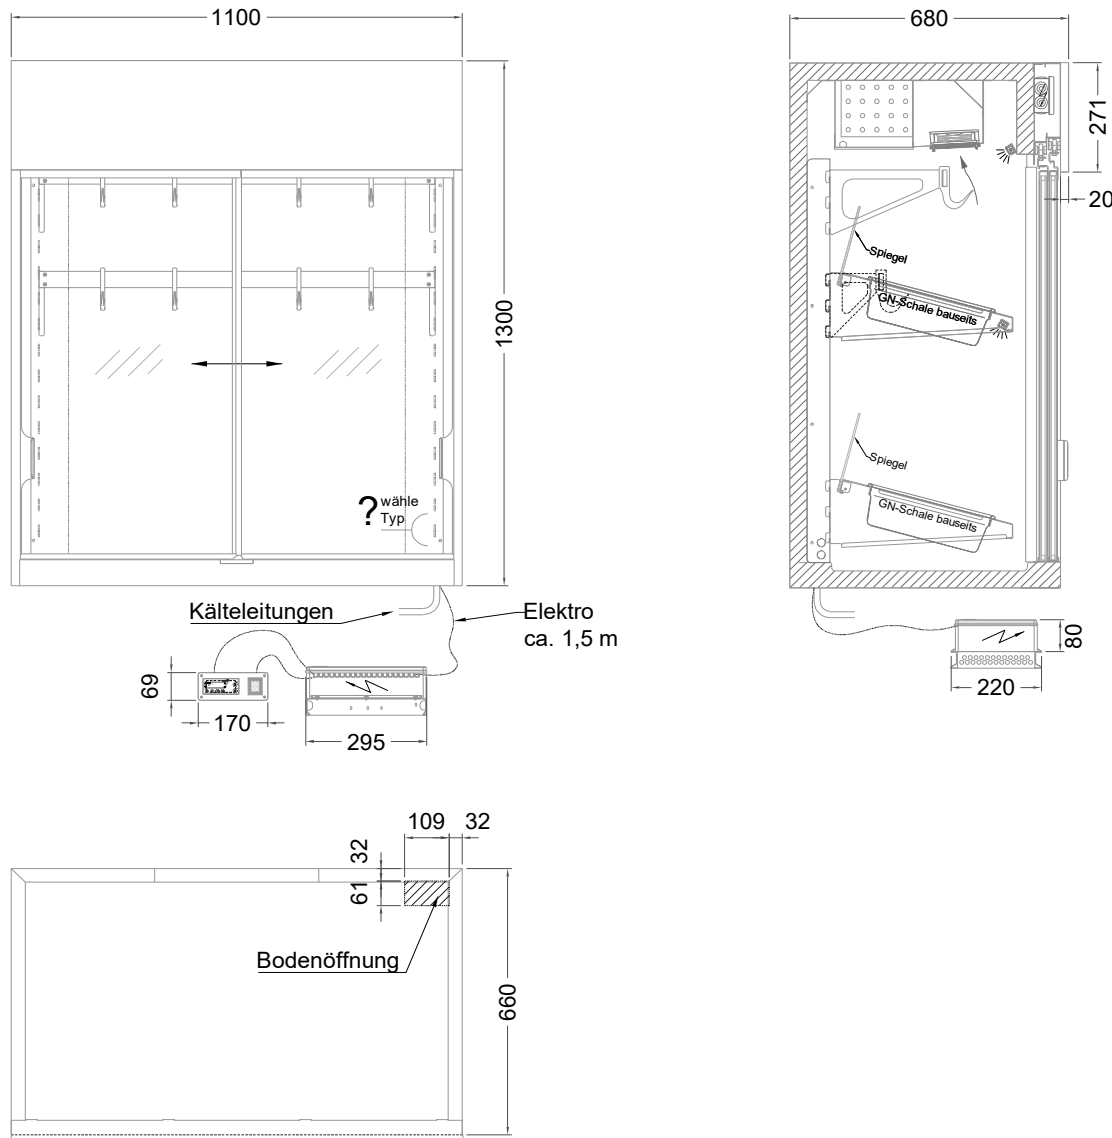 1100
680
271
20
Spiegel
GN-Schale bauseits
1300
Spiegel
GN-Schale bauseits
? wähle
Typ
Kälteleitungen
Elektro
ca. 1,5 m
80
220
69
170
295
109 32
32
61
Bodenöffnung
660